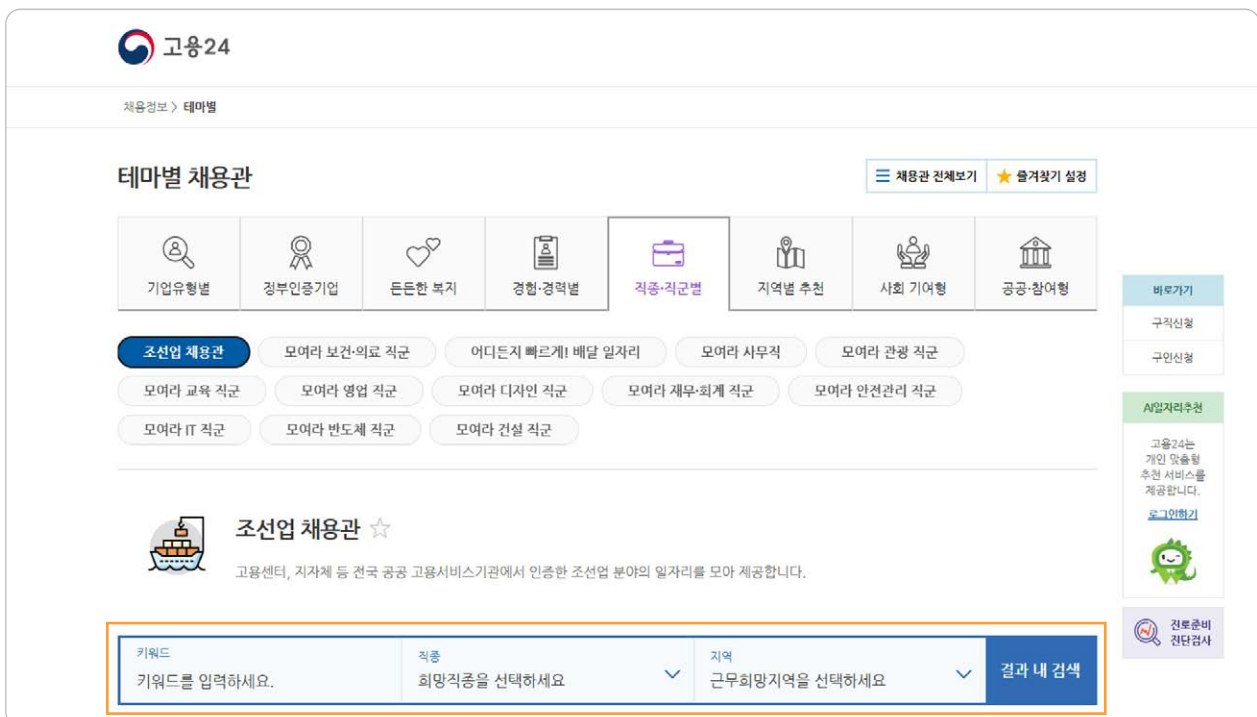 고용24
채용정보 > 테마별
테마별 채용관
채용관 전체보기
즐겨찾기 설정
기업유형별
정부인증기업
든든한 복지
경험·경력별
직종·직군별
지역별 추천
사회 기여형
공공·참여형
조선업 채용관
모여라 보건·의료 직군
어디든지 빠르게! 배달 일자리
모여라 사무직
모여라 관광 직군
모여라 교육 직군
모여라 영업 직군
모여라 디자인 직군
모여라 재무·회계 직군
모여라 안전관리 직군
모여라 IT 직군
모여라 반도체 직군
모여라 건설 직군
조선업 채용관
고용센터, 지자체 등 전국 공공 고용서비스기관에서 인증한 조선업 분야의 일자리를 모아 제공합니다.
키워드
키워드를 입력하세요.
직종
희망직종을 선택하세요
지역
근무희망지역을 선택하세요
결과 내 검색
바로가기
구직신청
구인신청
AI일자리추천
고용24는
개인 맞춤형
추천 서비스를
제공합니다.
로그인하기
진로준비
진단검사